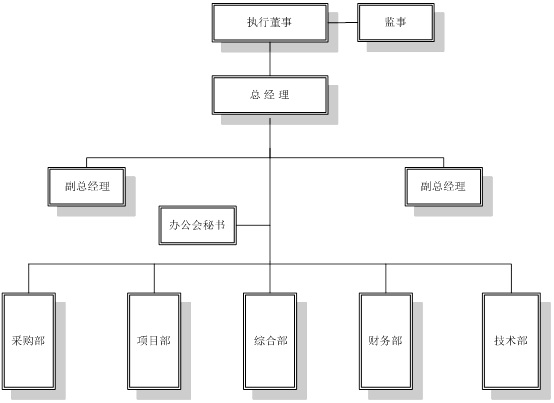 执行董事
监事
总 经 理
副总经理
副总经理
办公会秘书
采购部
项目部
综合部
财务部
技术部